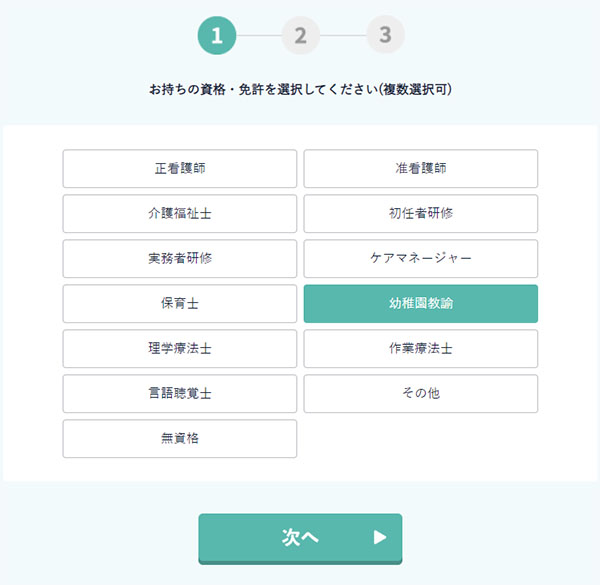 1 2 3
お持ちの資格・免許を選択してください(複数選択可)
正看護師 准看護師
介護福祉士 初任者研修
実務者研修 ケアマネージャー
保育士 幼稚園教諭
理学療法士 作業療法士
言語聴覚士 その他
無資格
次へ